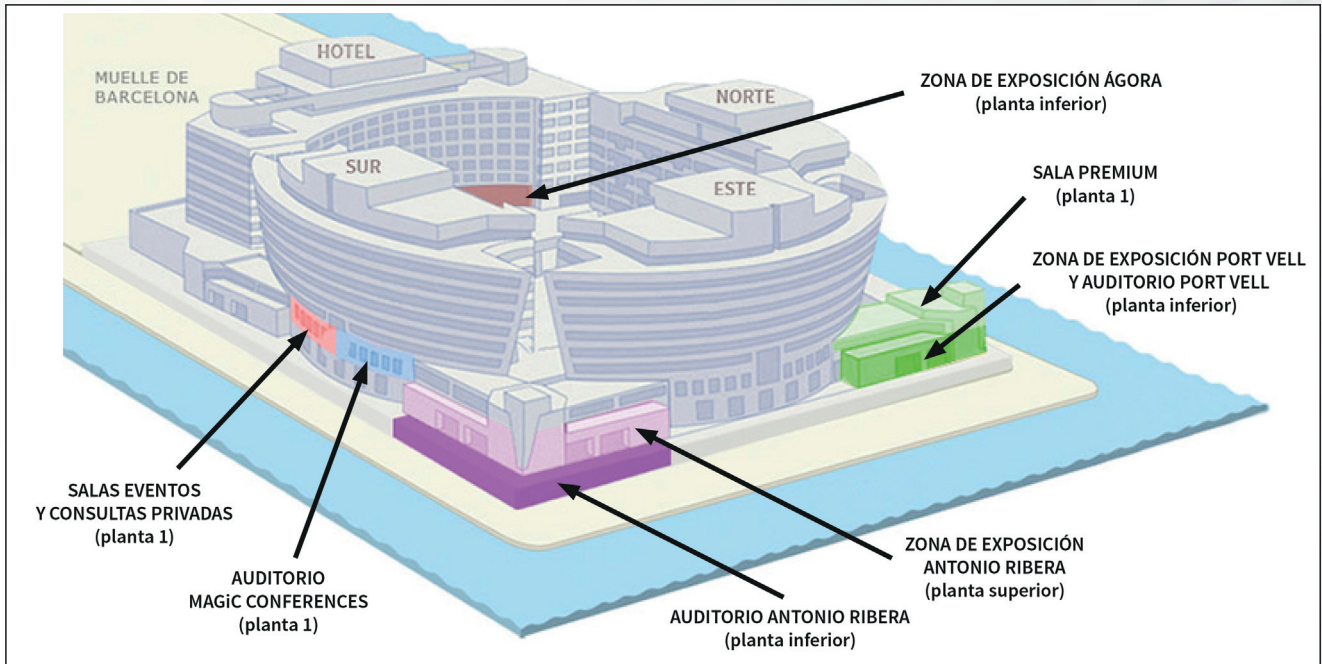 HOTEL
MUELLE DE
BARCELONA
NORTE
SUR
ESTE
ZONA DE EXPOSICIÓN ÁGORA
(planta inferior)
SALA PREMIUM
(planta 1)
ZONA DE EXPOSICIÓN PORT VELL
Y AUDITORIO PORT VELL
(planta inferior)
SALAS EVENTOS
Y CONSULTAS PRIVADAS
(planta 1)
AUDITORIO
MAGiC CONFERENCES
(planta 1)
ZONA DE EXPOSICIÓN
ANTONIO RIBERA
(planta superior)
AUDITORIO ANTONIO RIBERA
(planta inferior)